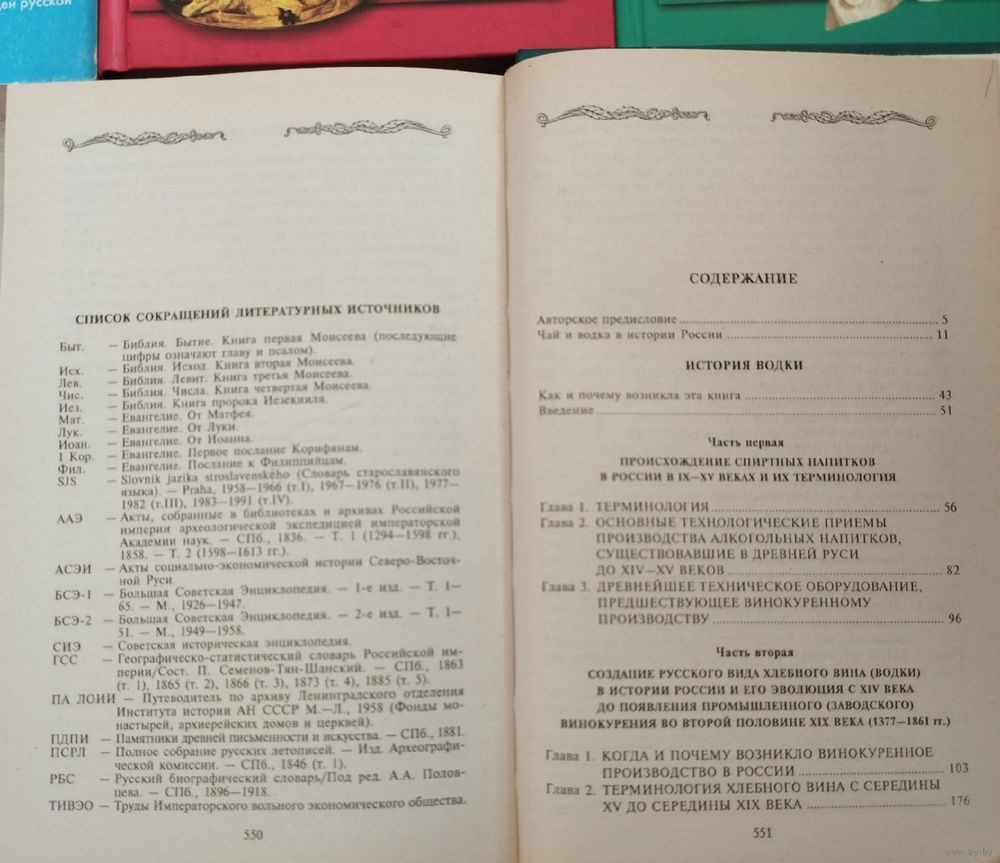 ей русской
СПИСОК СОКРАЩЕНИЙ ЛИТЕРАТУРНЫХ ИСТОЧНИКОВ
Быт. — Библия. Бытие. Книга первая Моисеева (последующие
цифры означают главу и псалом).
Исх. — Библия. Исход. Книга вторая Моисеева.
Лев. — Библия. Левит. Книга третья Моисеева.
Чис. — Библия. Числа. Книга четвертая Моисеева.
Иез. — Библия. Книга пророка Иезекииля.
Мат. — Евангелие. От Матфея.
Лук. — Евангелие. От Луки.
Иоан. — Евангелие. От Иоанна.
1 Кор. — Евангелие. Первое послание Корифянам.
Фил. — Евангелие. Послание к Филиппийцам.
SJS — Slovnik jazika stroslavenského (Словарь старославянского
языка). — Praha, 1958—1966 (т.I), 1967—1976 (т.II), 1977—
1982 (т.III), 1983—1991 (т.IV).
ААЭ — Акты, собранные в библиотеках и архивах Российской
империи археологической экспедицией императорской
Академии наук. — СПб., 1836. — Т. 1 (1294—1598 гг.),
1858. — Т. 2 (1598—1613 гг.).
АСЭИ — Акты социально-экономической истории Северо-Восточ-
ной Руси.
БСЭ-1 — Большая Советская Энциклопедия. — 1-е изд. — Т. 1—
65. — М., 1926—1947.
БСЭ-2 — Большая Советская Энциклопедия. — 2-е изд. — Т. 1—
51. — М., 1949—1958.
СИЭ — Советская историческая энциклопедия.
ГСС — Географическо-статистический словарь Российской им-
перии/Сост. П. Семенов-Тян-Шанский. — СПб., 1863
(т. 1), 1865 (т. 2), 1866 (т. 3), 1873 (т. 4), 1885 (т. 5).
ПА ЛОИИ — Путеводитель по архиву Ленинградского отделения
Института истории АН СССР М.—Л., 1958 (Фонды мо-
настырей, архиерейских домов и церквей).
ПДПИ — Памятники древней письменности и искусства. — СПб., 1881.
ПСРЛ — Полное собрание русских летописей. — Изд. Археографи-
ческой комиссии. — СПб., 1846 (т. 1).
РБС — Русский биографический словарь/Под ред. А.А. Полов-
цева. — СПб., 1896—1918.
ТИВЭО — Труды Императорского вольного экономического общества.
550
СОДЕРЖАНИЕ
Авторское предисловие 5
Чай и водка в истории России 11
ИСТОРИЯ ВОДКИ
Как и почему возникла эта книга 43
Введение 51
Часть первая
ПРОИСХОЖДЕНИЕ СПИРТНЫХ НАПИТКОВ
В РОССИИ В IX—XV ВЕКАХ И ИХ ТЕРМИНОЛОГИЯ
Глава 1. ТЕРМИНОЛОГИЯ 56
Глава 2. ОСНОВНЫЕ ТЕХНОЛОГИЧЕСКИЕ ПРИЕМЫ
ПРОИЗВОДСТВА АЛКОГОЛЬНЫХ НАПИТКОВ,
СУЩЕСТВОВАВШИЕ В ДРЕВНЕЙ РУСИ
ДО XIV—XV ВЕКОВ 82
Глава 3. ДРЕВНЕЙШЕЕ ТЕХНИЧЕСКОЕ ОБОРУДОВАНИЕ,
ПРЕДШЕСТВУЮЩЕЕ ВИНОКУРЕННОМУ
ПРОИЗВОДСТВУ 96
Часть вторая
СОЗДАНИЕ РУССКОГО ВИДА ХЛЕБНОГО ВИНА (ВОДКИ)
В ИСТОРИИ РОССИИ И ЕГО ЭВОЛЮЦИЯ С XIV ВЕКА
ДО ПОЯВЛЕНИЯ ПРОМЫШЛЕННОГО (ЗАВОДСКОГО)
ВИНОКУРЕНИЯ ВО ВТОРОЙ ПОЛОВИНЕ XIX ВЕКА (1377—1861 гг.)
Глава 1. КОГДА И ПОЧЕМУ ВОЗНИКЛО ВИНОКУРЕННОЕ
ПРОИЗВОДСТВО В РОССИИ 103
Глава 2. ТЕРМИНОЛОГИЯ ХЛЕБНОГО ВИНА С СЕРЕДИНЫ
XV ДО СЕРЕДИНЫ XIX ВЕКА 176
551
www.ay.by